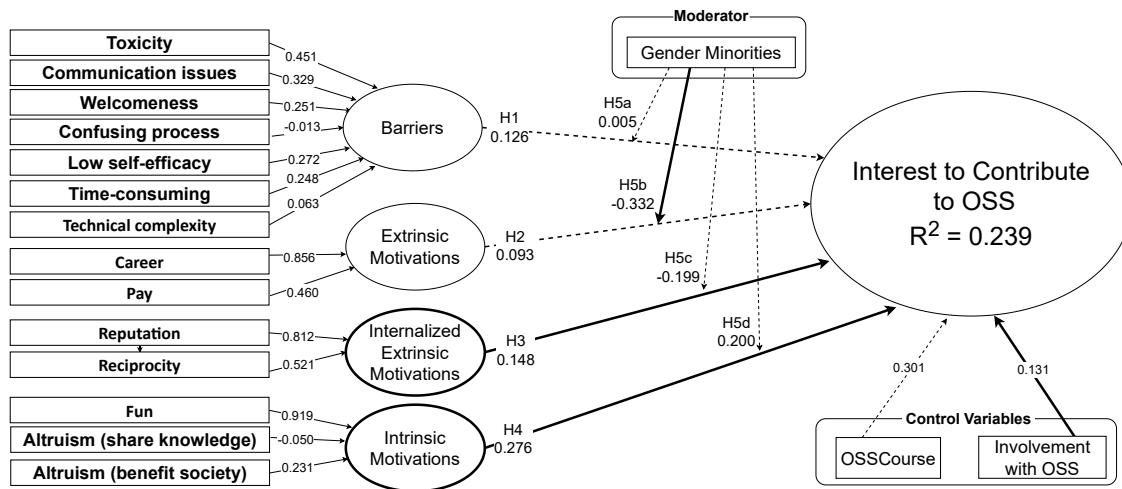 Toxicity
Communication issues
Welcomeness
Confusing process
Low self-efficacy
Time-consuming
Technical complexity
0.451
0.329
0.251
-0.013
0.272
0.248
0.063
Barriers
H1
0.126
Career
Pay
0.856
0.460
Extrinsic
Motivations
H2
0.093
Reputation
Reciprocity
0.812
0.521
Internalized
Extrinsic
Motivations
H3
0.148
Fun
Altruism (share knowledge)
Altruism (benefit society)
0.919
-0.050
0.231
Intrinsic
Motivations
H4
0.276
Moderator
Gender Minorities
H5a
0.005
H5b
-0.332
H5c
-0.199
H5d
0.200
Interest to Contribute
to OSS
R² = 0.239
0.301
0.131
Control Variables
OSSCourse
Involvement
with OSS